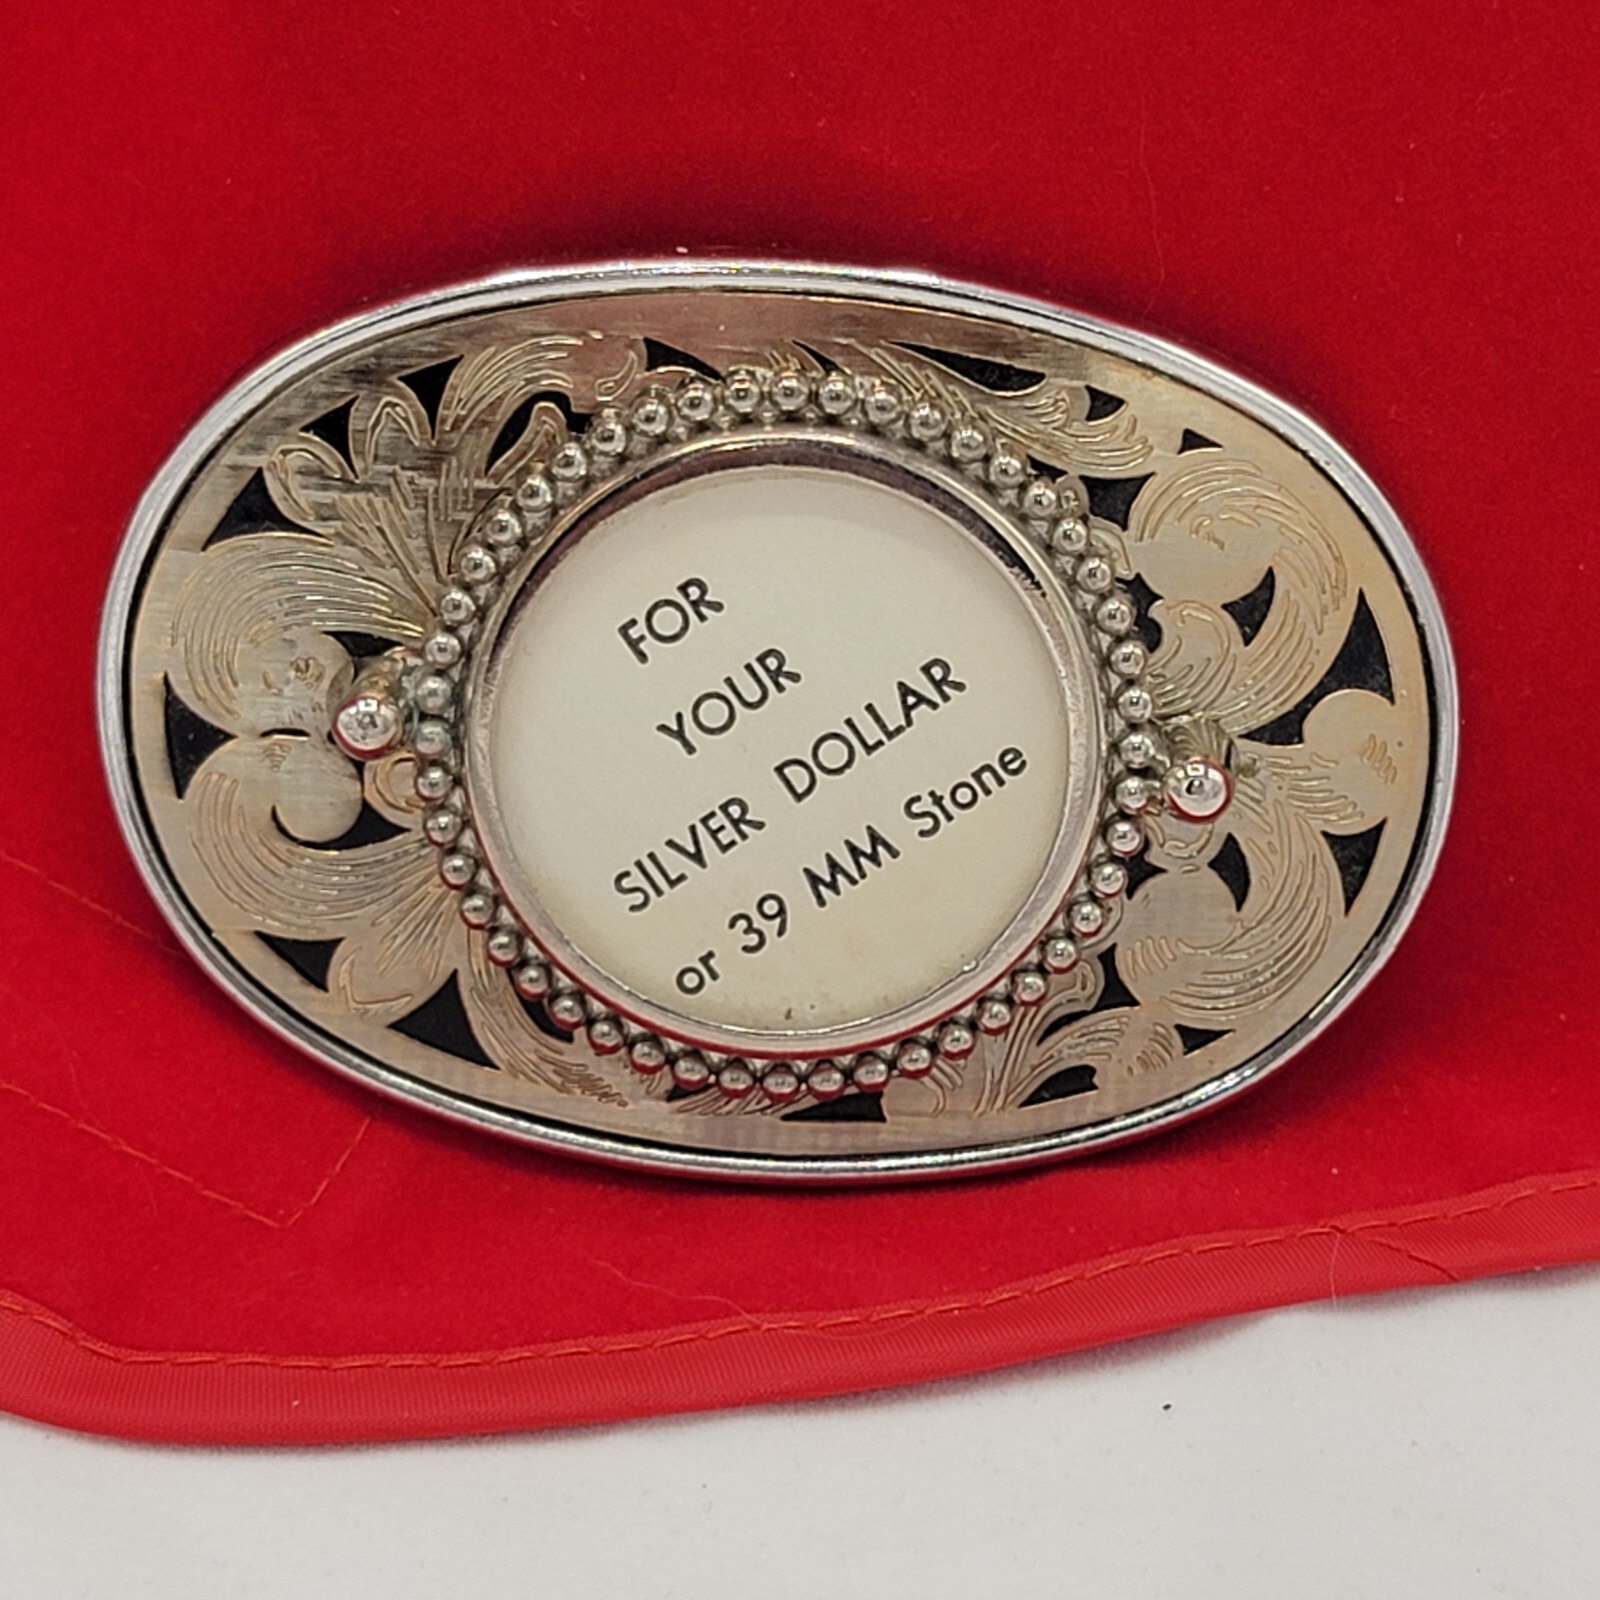 FOR
YOUR
SILVER DOLLAR
or 39 MM Stone